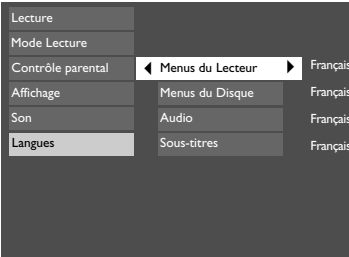 Lecture
Mode Lecture
Contrôle parental
Affichage
Son
Langues
Menus du Lecteur
Menus du Disque
Audio
Sous-titres
Français
Français
Français
Français